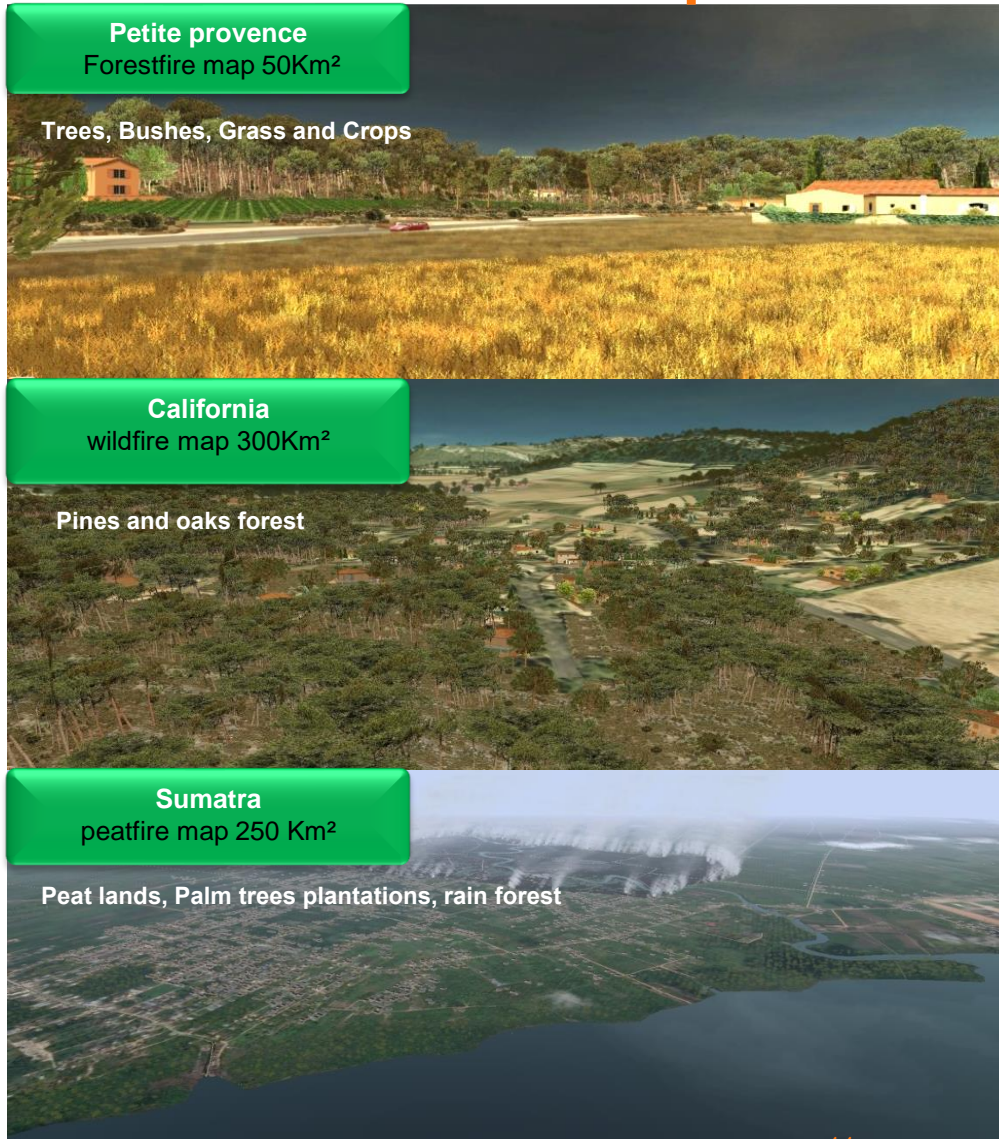 Petite provence
Forestfire map 50Km²
Trees, Bushes, Grass and Crops
California
wildfire map 300Km²
Pines and oaks forest
Sumatra
peatfire map 250 Km²
Peat lands, Palm trees plantations, rain forest